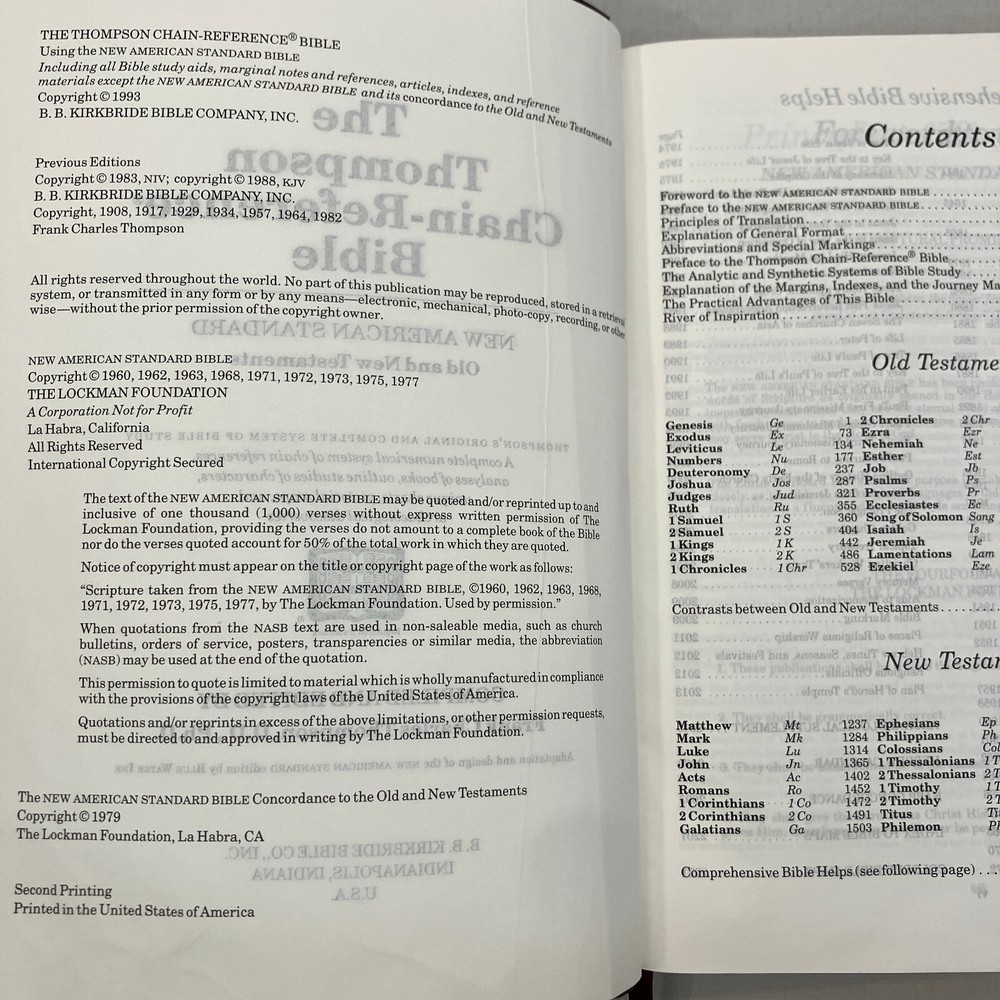 THE THOMPSON CHAIN-REFERENCE® BIBLE
Using the NEW AMERICAN STANDARD BIBLE
Including all Bible study aids, marginal notes and references, articles, indexes, and reference
materials except the NEW AMERICAN STANDARD BIBLE and its concordance to the Old and New Testaments
Copyright © 1993
B. B. KIRKBRIDE BIBLE COMPANY, INC.
Previous Editions
Copyright © 1983, NIV; copyright © 1988, KJV
B. B. KIRKBRIDE BIBLE COMPANY, INC.
Copyright, 1908, 1917, 1929, 1934, 1957, 1964, 1982
Frank Charles Thompson
All rights reserved throughout the world. No part of this publication may be reproduced, stored in a retrieval
system, or transmitted in any form or by any means—electronic, mechanical, photo-copy, recording, or other
wise—without the prior permission of the copyright owner.
NEW AMERICAN STANDARD BIBLE
Copyright © 1960, 1962, 1963, 1968, 1971, 1972, 1973, 1975, 1977
THE LOCKMAN FOUNDATION
A Corporation Not for Profit
La Habra, California
All Rights Reserved
International Copyright Secured
The text of the NEW AMERICAN STANDARD BIBLE may be quoted and/or reprinted up to and
inclusive of one thousand (1,000) verses without express written permission of The
Lockman Foundation, providing the verses do not amount to a complete book of the Bible
nor do the verses quoted account for 50% of the total work in which they are quoted.
Notice of copyright must appear on the title or copyright page of the work as follows:
“Scripture taken from the NEW AMERICAN STANDARD BIBLE, ©1960, 1962, 1963, 1968,
1971, 1972, 1973, 1975, 1977, by The Lockman Foundation. Used by permission.”
When quotations from the NASB text are used in non-saleable media, such as church
bulletins, orders of service, posters, transparencies or similar media, the abbreviation
(NASB) may be used at the end of the quotation.
This permission to quote is limited to material which is wholly manufactured in compliance
with the provisions of the copyright laws of the United States of America.
Quotations and/or reprints in excess of the above limitations, or other permission requests,
must be directed to and approved in writing by The Lockman Foundation.
The NEW AMERICAN STANDARD BIBLE Concordance to the Old and New Testaments
Copyright © 1979
The Lockman Foundation, La Habra, CA
Second Printing
Printed in the United States of America
Contents
Foreword to the NEW AMERICAN STANDARD BIBLE
Preface to the NEW AMERICAN STANDARD BIBLE
Principles of Translation
Explanation of General Format
Abbreviations and Special Markings
Preface to the Thompson Chain-Reference® Bible
The Analytic and Synthetic Systems of Bible Study
Explanation of the Margins, Indexes, and the Journey Ma
The Practical Advantages of This Bible
River of Inspiration
Old Testame
Genesis Ge 1 2 Chronicles 2 Chr
Exodus Ex 73 Ezra Ezr
Leviticus Le 134 Nehemiah Ne
Numbers Nu 177 Esther Est
Deuteronomy De 237 Job Jb
Joshua Jos 287 Psalms Ps
Judges Jud 321 Proverbs Pr
Ruth Ru 355 Ecclesiastes Ec
1 Samuel 1 S 360 Song of Solomon Song
2 Samuel 2 S 404 Isaiah Is
1 Kings 1 K 442 Jeremiah Je
2 Kings 2 K 486 Lamentations Lam
1 Chronicles 1 Chr 528 Ezekiel Eze
Contrasts between Old and New Testaments
New Testar
Matthew Mt 1237 Ephesians Ep
Mark Mk 1284 Philippians Ph
Luke Lu 1314 Colossians Col
John Jn 1365 1 Thessalonians 1 T
Acts Ac 1402 2 Thessalonians 2 T
Romans Ro 1452 1 Timothy 1 T
1 Corinthians 1 Co 1472 2 Timothy 2 T
2 Corinthians 2 Co 1491 Titus Ti
Galatians Ga 1503 Philemon Ph
Comprehensive Bible Helps (see following page)